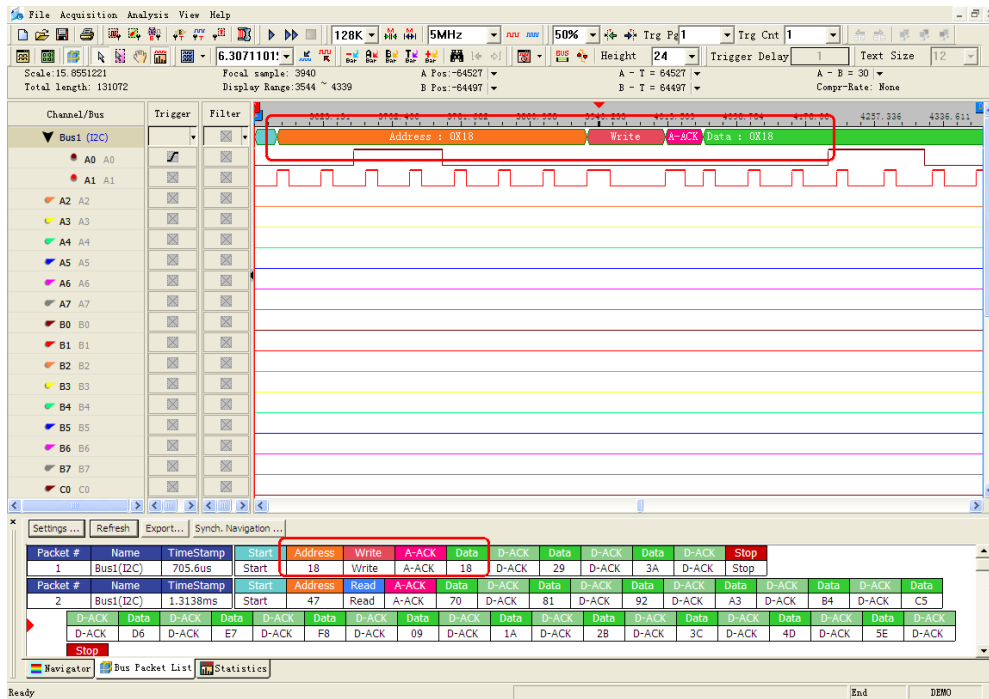 File Acquisition Analysis View Help
128K 5MHz 50% Trg Pg 1 Trg Cnt 1
Bar Bar Bar Bar Bar Height 24 Trigger Delay 1 Text Size 12
Scale:15.8551221 Focal sample: 3940 A Pos:-64527 A - T = 64527 A - B = 30
Total length: 131072 Display Range:3544 ~ 4339 B Pos:-64497 B - T = 64497 Compr-Rate: None
Channel/Bus Trigger Filter
4257.336 4336.611
Bus1 (I2C) Address : 0X18 Write A-ACK Data : 0X18
A0 A0
A1 A1
A2 A2
A3 A3
A4 A4
A5 A5
A6 A6
A7 A7
B0 B0
B1 B1
B2 B2
B3 B3
B4 B4
B5 B5
B6 B6
B7 B7
C0 C0
Settings ... Refresh Export... Synch. Navigation ...
Packet # Name TimeStamp Start Address Write A-ACK Data D-ACK Data D-ACK Data D-ACK Stop
1 Bus1(I2C) 705.6us Start 18 Write A-ACK 18 D-ACK 29 D-ACK 3A D-ACK Stop
Packet # Name TimeStamp Start Address Read A-ACK Data D-ACK Data D-ACK Data D-ACK Data D-ACK Data D-ACK Data
2 Bus1(I2C) 1.3138ms Start 47 Read A-ACK 70 D-ACK 81 D-ACK 92 D-ACK A3 D-ACK B4 D-ACK C5
D-ACK Data D-ACK Data D-ACK Data D-ACK Data D-ACK Data D-ACK Data D-ACK Data D-ACK Data D-ACK Data D-ACK
D-ACK D6 D-ACK E7 D-ACK F8 D-ACK 09 D-ACK 1A D-ACK 2B D-ACK 3C D-ACK 4D D-ACK 5E D-ACK
Stop
Navigator Bus Packet List Statistics
Ready End DEMO